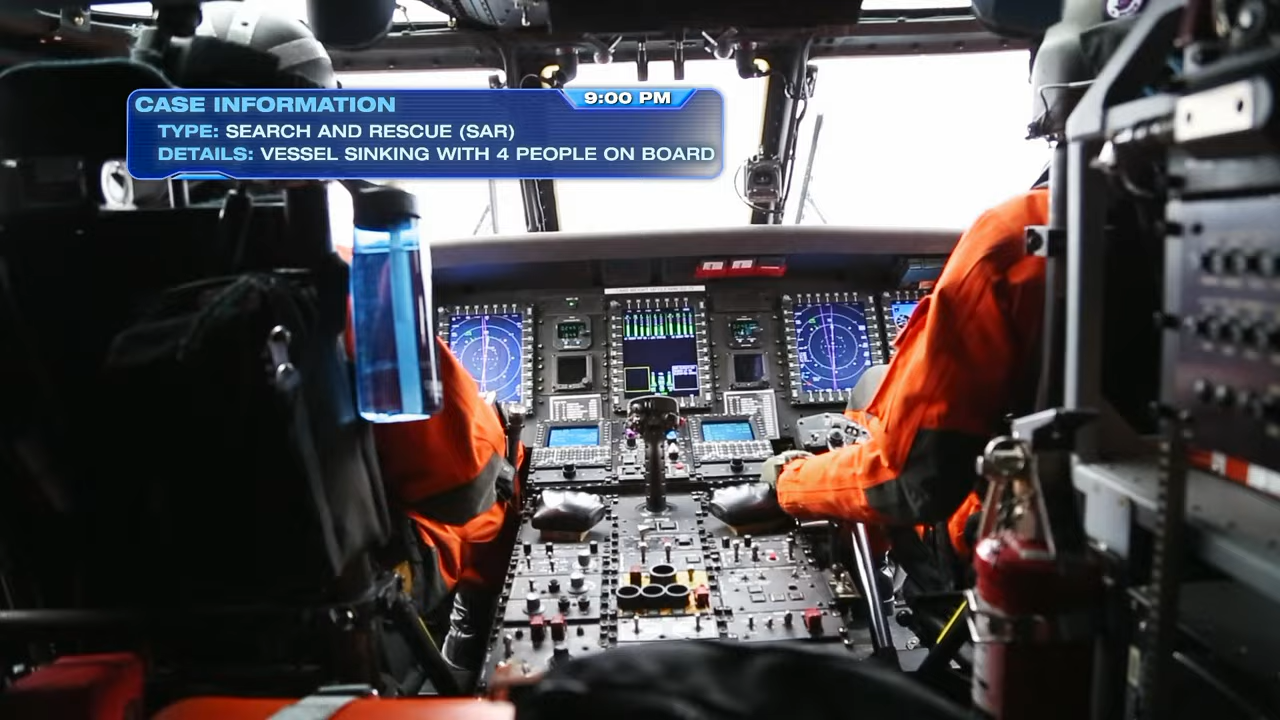 CASE INFORMATION
9:00 PM
TYPE: SEARCH AND RESCUE (SAR)
DETAILS: VESSEL SINKING WITH 4 PEOPLE ON BOARD